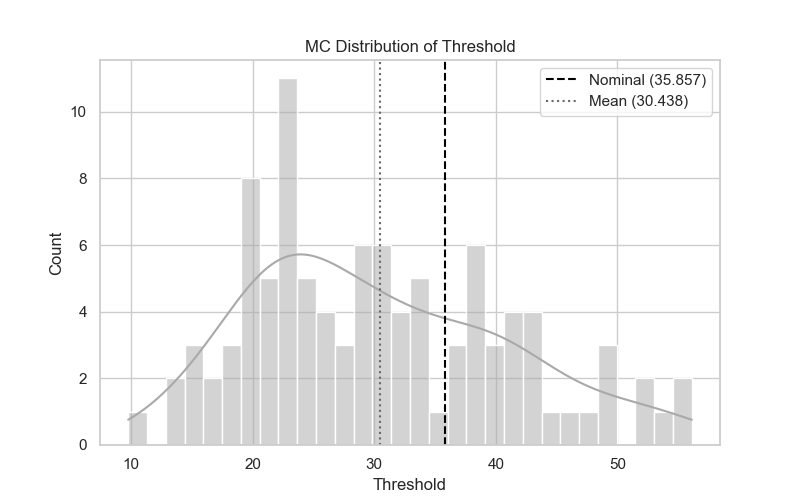 MC Distribution of Threshold
Nominal (35.857)
Mean (30.438)
Count
10
8
6
4
2
0
10 20 30 40 50
Threshold